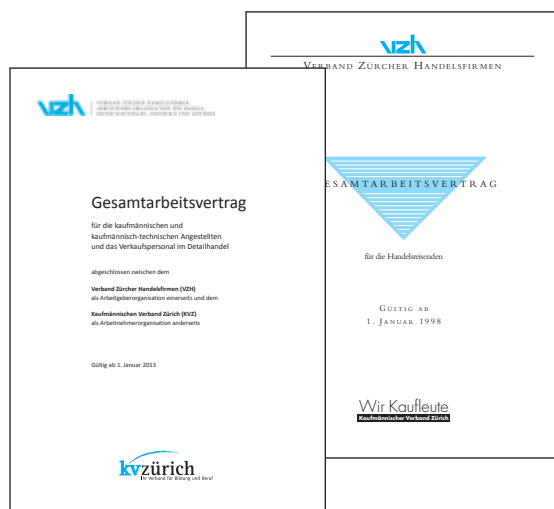 vzh
Gesamtarbeitsvertrag
für die kaufmännischen und
kaufmännisch-technischen Angestellten
und das Verkaufspersonal im Detailhandel
abgeschlossen zwischen dem
Verband Zürcher Handelsfirmen (VZH)
als Arbeitgeberorganisation einerseits und dem
Kaufmännischen Verband Zürich (KVZ)
als Arbeitnehmerorganisation anderseits
Gültig ab 1. Januar 2013
kvzürich
Ihr Verband für Bildung und Beruf
vzh
VERBAND ZÜRCHER HANDELSFIRMEN
ESAMTARBEITSVERTRAG
für die Handelsreisenden
GÜLTIG AB
1. JANUAR 1998
Wir Kaufleute
Kaufmännischer Verband Zürich